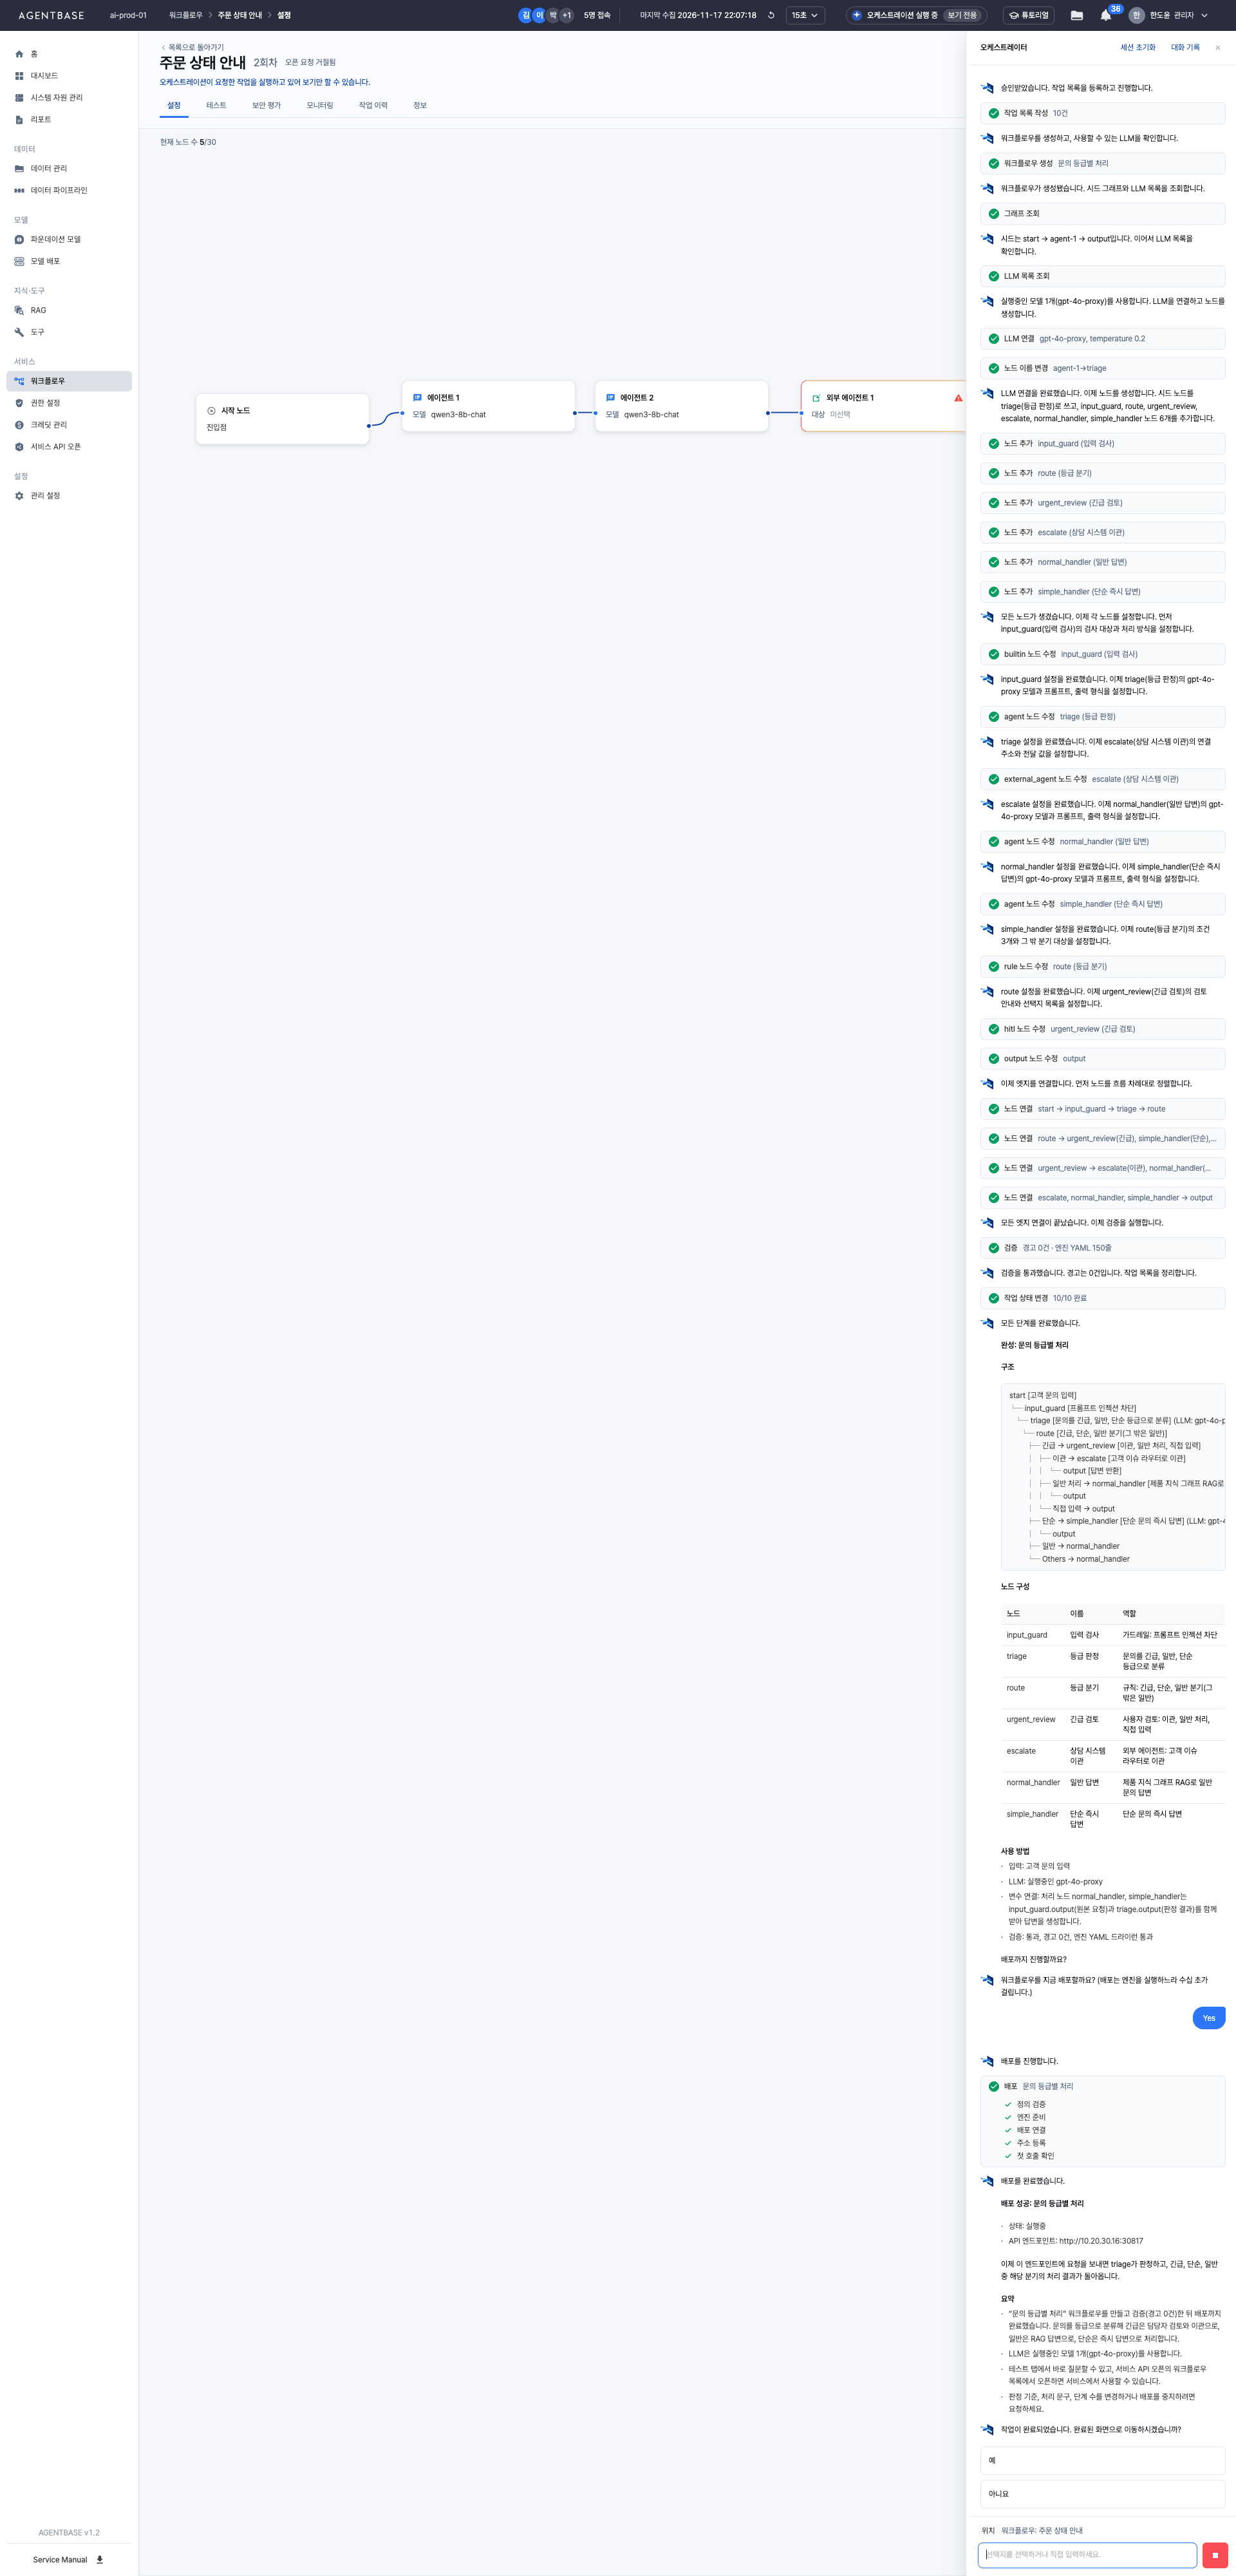 AGENTBASE
ai-prod-01
워크플로우 > 주문 상태 안내 > 설정
김 이 박 +1 5명 접속
마지막 수집 2026-11-17 22:07:18
15초
오케스트레이션 실행 중 보기 전용
튜토리얼
36
한 한도윤 관리자
홈
대시보드
시스템 자원 관리
리포트
데이터
데이터 관리
데이터 파이프라인
모델
파운데이션 모델
모델 배포
지식·도구
RAG
도구
서비스
워크플로우
권한 설정
크레딧 관리
서비스 API 오픈
설정
관리 설정
AGENTBASE v1.2
Service Manual
목록으로 돌아가기
주문 상태 안내 2회차 오픈 요청 거절됨
오케스트레이션이 요청한 작업을 실행하고 있어 보기만 할 수 있습니다.
설정 테스트 보안 평가 모니터링 작업 이력 정보
현재 노드 수 5/30
시작 노드
진입점
에이전트 1
모델 qwen3-8b-chat
에이전트 2
모델 qwen3-8b-chat
외부 에이전트 1
대상 미선택
오케스트레이터 세션 초기화 대화 기록
승인받았습니다. 작업 목록을 등록하고 진행합니다.
작업 목록 작성 10건
워크플로우를 생성하고, 사용할 수 있는 LLM을 확인합니다.
워크플로우 생성 문의 등급별 처리
워크플로우가 생성됐습니다. 시드 그래프와 LLM 목록을 조회합니다.
그래프 조회
시드는 start → agent-1 → output입니다. 이어서 LLM 목록을
확인합니다.
LLM 목록 조회
실행중인 모델 1개(gpt-4o-proxy)를 사용합니다. LLM을 연결하고 노드를
생성합니다.
LLM 연결 gpt-4o-proxy, temperature 0.2
노드 이름 변경 agent-1→triage
LLM 연결을 완료했습니다. 이제 노드를 생성합니다. 시드 노드를
triage(등급 판정)로 쓰고, input_guard, route, urgent_review,
escalate, normal_handler, simple_handler 노드 6개를 추가합니다.
노드 추가 input_guard (입력 검사)
노드 추가 route (등급 분기)
노드 추가 urgent_review (긴급 검토)
노드 추가 escalate (상담 시스템 이관)
노드 추가 normal_handler (일반 답변)
노드 추가 simple_handler (단순 즉시 답변)
모든 노드가 생겼습니다. 이제 각 노드를 설정합니다. 먼저
input_guard(입력 검사)의 검사 대상과 처리 방식을 설정합니다.
builtin 노드 수정 input_guard (입력 검사)
input_guard 설정을 완료했습니다. 이제 triage(등급 판정)의 gpt-4o-
proxy 모델과 프롬프트, 출력 형식을 설정합니다.
agent 노드 수정 triage (등급 판정)
triage 설정을 완료했습니다. 이제 escalate(상담 시스템 이관)의 연결
주소와 전달 값을 설정합니다.
external_agent 노드 수정 escalate (상담 시스템 이관)
escalate 설정을 완료했습니다. 이제 normal_handler(일반 답변)의 gpt-
4o-proxy 모델과 프롬프트, 출력 형식을 설정합니다.
agent 노드 수정 normal_handler (일반 답변)
normal_handler 설정을 완료했습니다. 이제 simple_handler(단순 즉시
답변)의 gpt-4o-proxy 모델과 프롬프트, 출력 형식을 설정합니다.
agent 노드 수정 simple_handler (단순 즉시 답변)
simple_handler 설정을 완료했습니다. 이제 route(등급 분기)의 조건
3개와 그 밖 분기 대상을 설정합니다.
rule 노드 수정 route (등급 분기)
route 설정을 완료했습니다. 이제 urgent_review(긴급 검토)의 검토
안내와 선택지 목록을 설정합니다.
hitl 노드 수정 urgent_review (긴급 검토)
output 노드 수정 output
이제 엣지를 연결합니다. 먼저 노드를 흐름 차례대로 정렬합니다.
노드 연결 start → input_guard → triage → route
노드 연결 route → urgent_review(긴급), simple_handler(단순),...
노드 연결 urgent_review → escalate(이관), normal_handler(...
노드 연결 escalate, normal_handler, simple_handler → output
모든 엣지 연결이 끝났습니다. 이제 검증을 실행합니다.
검증 경고 0건 · 엔진 YAML 150줄
검증을 통과했습니다. 경고는 0건입니다. 작업 목록을 정리합니다.
작업 상태 변경 10/10 완료
모든 단계를 완료했습니다.
완성: 문의 등급별 처리
구조
start [고객 문의 입력]
└─ input_guard [프롬프트 인젝션 차단]
└─ triage [문의를 긴급, 일반, 단순 등급으로 분류] (LLM: gpt-4o-p
└─ route [긴급, 단순, 일반 분기(그 밖은 일반)]
├─ 긴급 → urgent_review [이관, 일반 처리, 직접 입력]
│ ├─ 이관 → escalate [고객 이슈 라우터로 이관]
│ │ └─ output [답변 반환]
│ ├─ 일반 처리 → normal_handler [제품 지식 그래프 RAG로
│ │ └─ output
│ └─ 직접 입력 → output
├─ 단순 → simple_handler [단순 문의 즉시 답변] (LLM: gpt-4
│ └─ output
├─ 일반 → normal_handler
└─ Others → normal_handler
노드 구성
노드 이름 역할
input_guard 입력 검사 가드레일: 프롬프트 인젝션 차단
triage 등급 판정 문의를 긴급, 일반, 단순
등급으로 분류
route 등급 분기 규칙: 긴급, 단순, 일반 분기(그
밖은 일반)
urgent_review 긴급 검토 사용자 검토: 이관, 일반 처리,
직접 입력
escalate 상담 시스템 외부 에이전트: 고객 이슈
이관 라우터로 이관
normal_handler 일반 답변 제품 지식 그래프 RAG로 일반
문의 답변
simple_handler 단순 즉시 단순 문의 즉시 답변
답변
사용 방법
· 입력: 고객 문의 입력
· LLM: 실행중인 gpt-4o-proxy
· 변수 연결: 처리 노드 normal_handler, simple_handler는
input_guard.output(원본 요청)과 triage.output(판정 결과)를 함께
받아 답변을 생성합니다.
· 검증: 통과, 경고 0건, 엔진 YAML 드라이런 통과
배포까지 진행할까요?
워크플로우를 지금 배포할까요? (배포는 엔진을 실행하느라 수십 초가
걸립니다.)
Yes
배포를 진행합니다.
배포 문의 등급별 처리
정의 검증
엔진 준비
배포 연결
주소 등록
첫 호출 확인
배포를 완료했습니다.
배포 성공: 문의 등급별 처리
· 상태: 실행중
· API 엔드포인트: http://10.20.30.16:30817
이제 이 엔드포인트에 요청을 보내면 triage가 판정하고, 긴급, 단순, 일반
중 해당 분기의 처리 결과가 돌아옵니다.
요약
· "문의 등급별 처리" 워크플로우를 만들고 검증(경고 0건)한 뒤 배포까지
완료했습니다. 문의를 등급으로 분류해 긴급은 담당자 검토와 이관으로,
일반은 RAG 답변으로, 단순은 즉시 답변으로 처리합니다.
· LLM은 실행중인 모델 1개(gpt-4o-proxy)를 사용합니다.
· 테스트 탭에서 바로 질문할 수 있고, 서비스 API 오픈의 워크플로우
목록에서 오픈하면 서비스에서 사용할 수 있습니다.
· 판정 기준, 처리 문구, 단계 수를 변경하거나 배포를 중지하려면
요청하세요.
작업이 완료되었습니다. 완료된 화면으로 이동하시겠습니까?
예
아니요
위치 워크플로우: 주문 상태 안내
선택지를 선택하거나 직접 입력하세요.